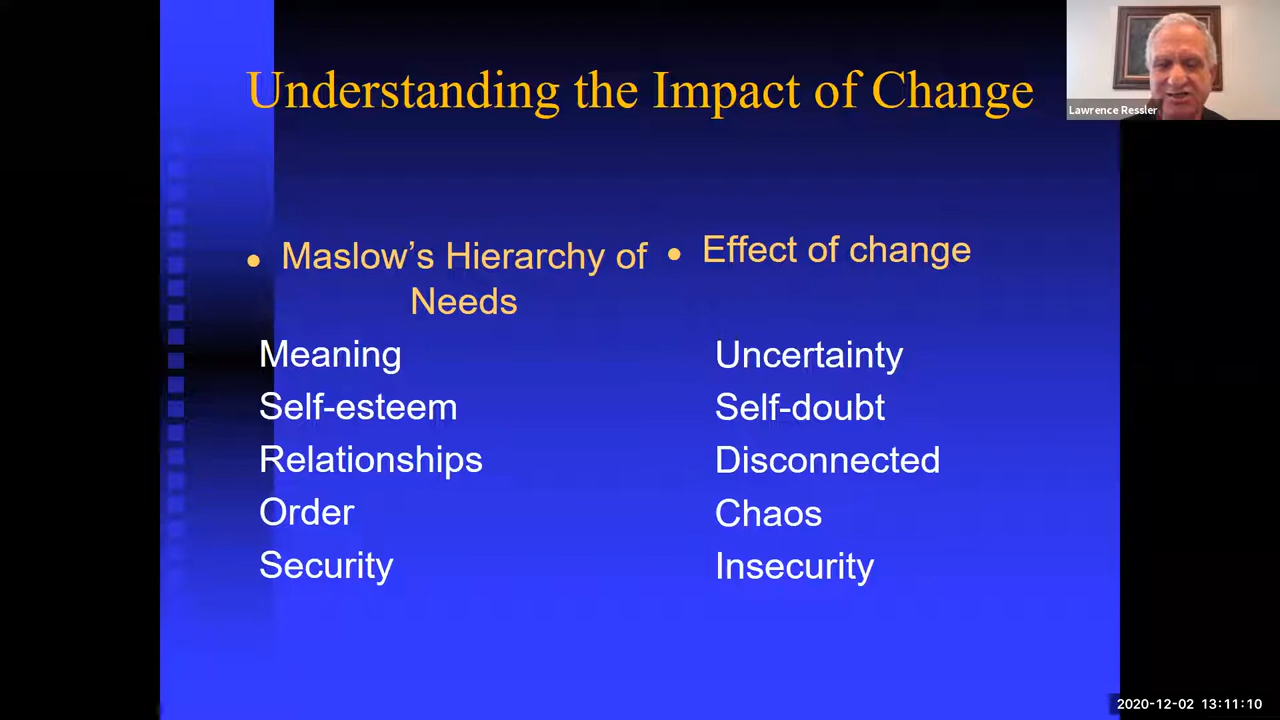 Understanding the Impact of Change
Lawrence Ressler
• Maslow’s Hierarchy of
Needs
Meaning
Self-esteem
Relationships
Order
Security
• Effect of change
Uncertainty
Self-doubt
Disconnected
Chaos
Insecurity
2020-12-02 13:11:10